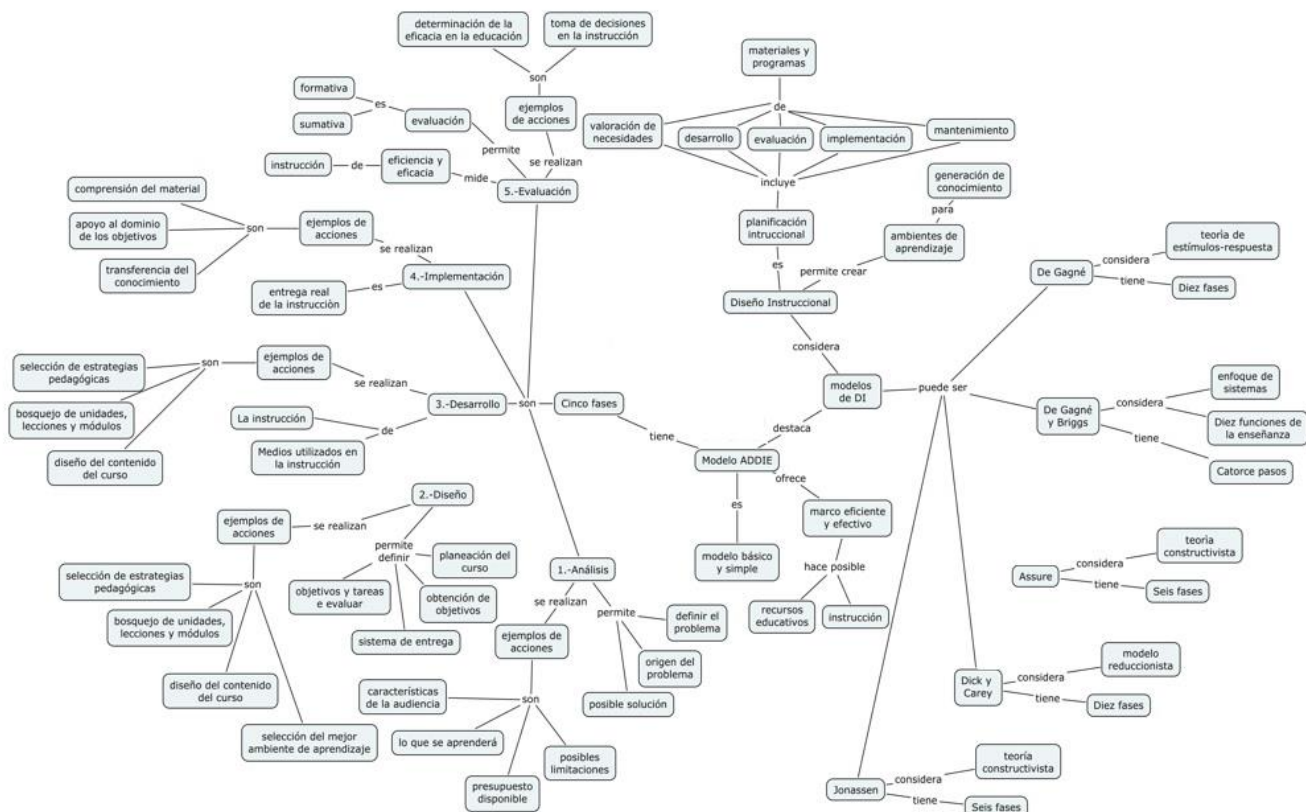 determinación de la
eficacia en la educación
toma de decisiones
en la instrucción
son
ejemplos
de acciones
se realizan
formativa
es
sumativa
evaluación
permite
instrucción
de
eficiencia y
eficacia
mide
5.-Evaluación
materiales y
programas
de
valoración de
necesidades
desarrollo
evaluación
implementación
mantenimiento
incluye
planificación
intruccional
es
generación de
conocimiento
para
ambientes de
aprendizaje
permite crear
Diseño Instruccional
considera
modelos
de DI
puede ser
destaca
comprensión del material
apoyo al dominio
de los objetivos
transferencia del
conocimiento
son
ejemplos de
acciones
se realizan
4.-Implementación
es
entrega real
de la instrucción
selección de estrategias
pedagógicas
bosquejo de unidades,
lecciones y módulos
diseño del contenido
del curso
son
ejemplos de
acciones
se realizan
3.-Desarrollo
de
La instrucción
Medios utilizados en
la instrucción
son
Cinco fases
tiene
Modelo ADDIE
es
modelo básico
y simple
ofrece
marco eficiente
y efectivo
hace posible
recursos
educativos
instrucción
2.-Diseño
se realizan
ejemplos de
acciones
son
selección de estrategias
pedagógicas
bosquejo de unidades,
lecciones y módulos
diseño del contenido
del curso
selección del mejor
ambiente de aprendizaje
permite
definir
planeación del
curso
obtención de
objetivos
objetivos y tareas
e evaluar
sistema de entrega
1.-Análisis
se realizan
permite
definir el
problema
origen del
problema
posible solución
ejemplos de
acciones
son
características
de la audiencia
lo que se aprenderá
presupuesto
disponible
posibles
limitaciones
De Gagné
considera
teorìa de
estímulos-respuesta
tiene
Diez fases
De Gagné
y Briggs
considera
enfoque de
sistemas
Diez funciones de
la enseñanza
tiene
Catorce pasos
Assure
considera
teorìa
constructivista
tiene
Seis fases
Dick y
Carey
considera
modelo
reduccionista
tiene
Diez fases
Jonassen
considera
teoría
constructivista
tiene
Seis fases